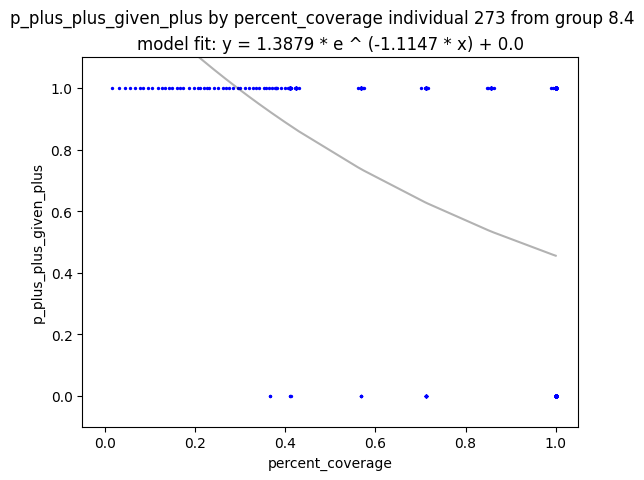 p_plus_plus_given_plus by percent_coverage individual 273 from group 8.4
model fit: y = 1.3879 * e ^ (-1.1147 * x) + 0.0
1.0
0.8
0.6
0.4
0.2
0.0
p_plus_plus_given_plus
0.0 0.2 0.4 0.6 0.8 1.0
percent_coverage